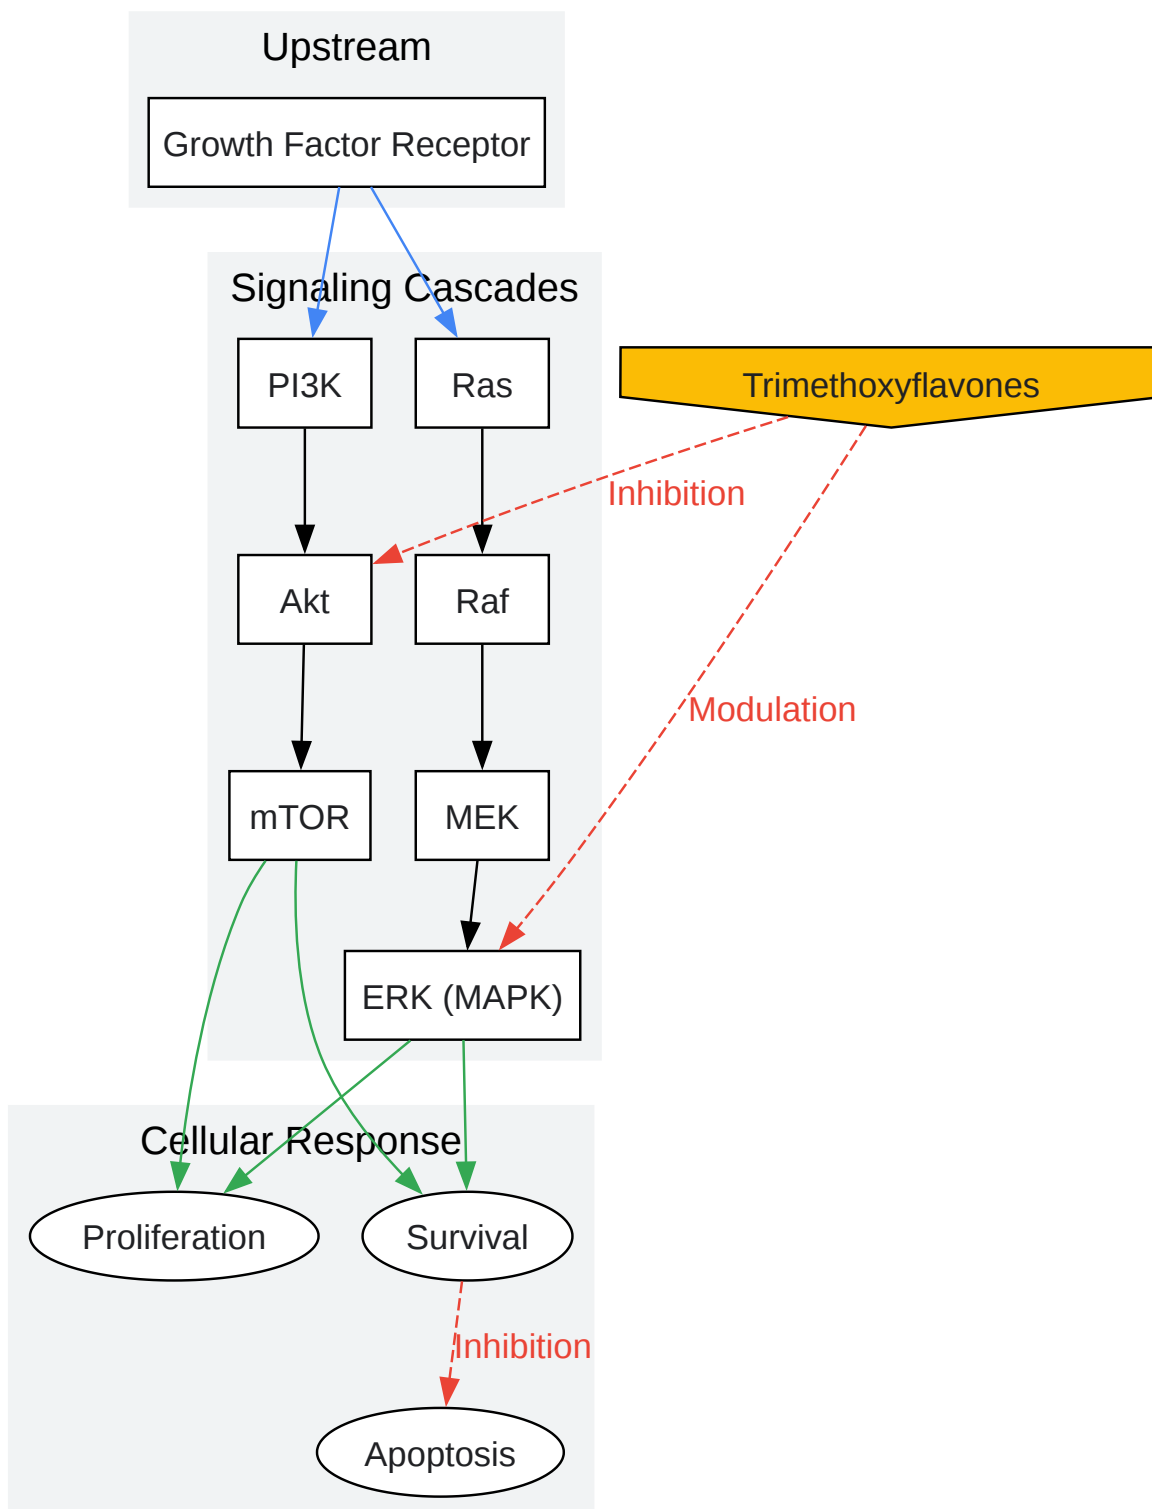 Upstream
Growth Factor Receptor
Signaling Cascades
PI3K
Ras
Trimethoxyflavones
Inhibition
Akt
Raf
Modulation
mTOR
MEK
ERK (MAPK)
Cellular Response
Proliferation
Survival
Inhibition
Apoptosis